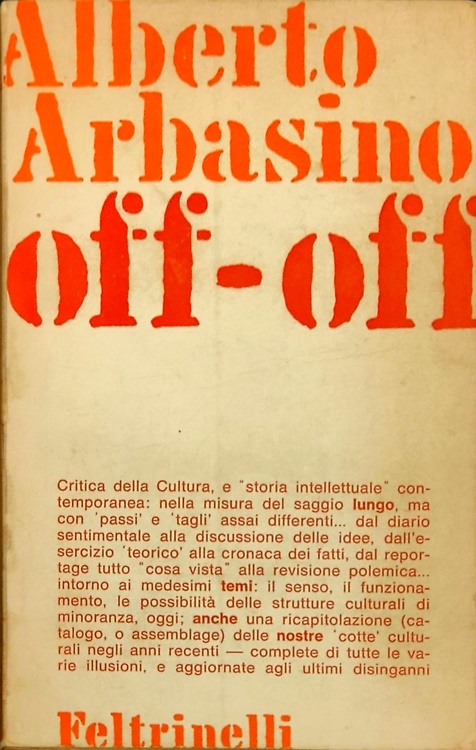 Alberto
Arbasino
off-off
Critica della Cultura, e "storia intellettuale" con-
temporanea: nella misura del saggio lungo, ma
con 'passi' e 'tagli' assai differenti... dal diario
sentimentale alla discussione delle idee, dall'e-
sercizio 'teorico' alla cronaca dei fatti, dal repor-
tage tutto "cosa vista" alla revisione polemica...
intorno ai medesimi temi: il senso, il funziona-
mento, le possibilità delle strutture culturali di
minoranza, oggi; anche una ricapitolazione (ca-
talogo, o assemblage) delle nostre 'cotte' cultu-
rali negli anni recenti — complete di tutte le va-
rie illusioni, e aggiornate agli ultimi disinganni
Feltrinelli